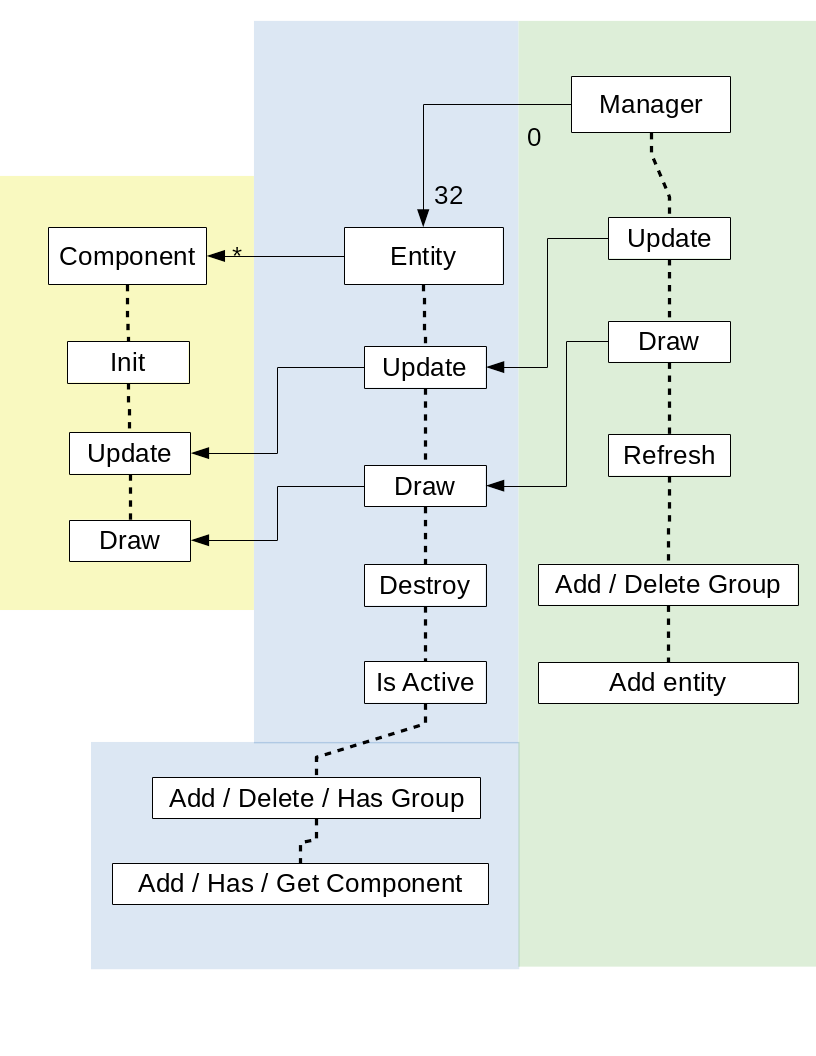 Manager
0
32
Component
*
Entity
Update
Draw
Refresh
Add / Delete Group
Add entity
Update
Draw
Destroy
Is Active
Add / Delete / Has Group
Add / Has / Get Component
Init
Update
Draw